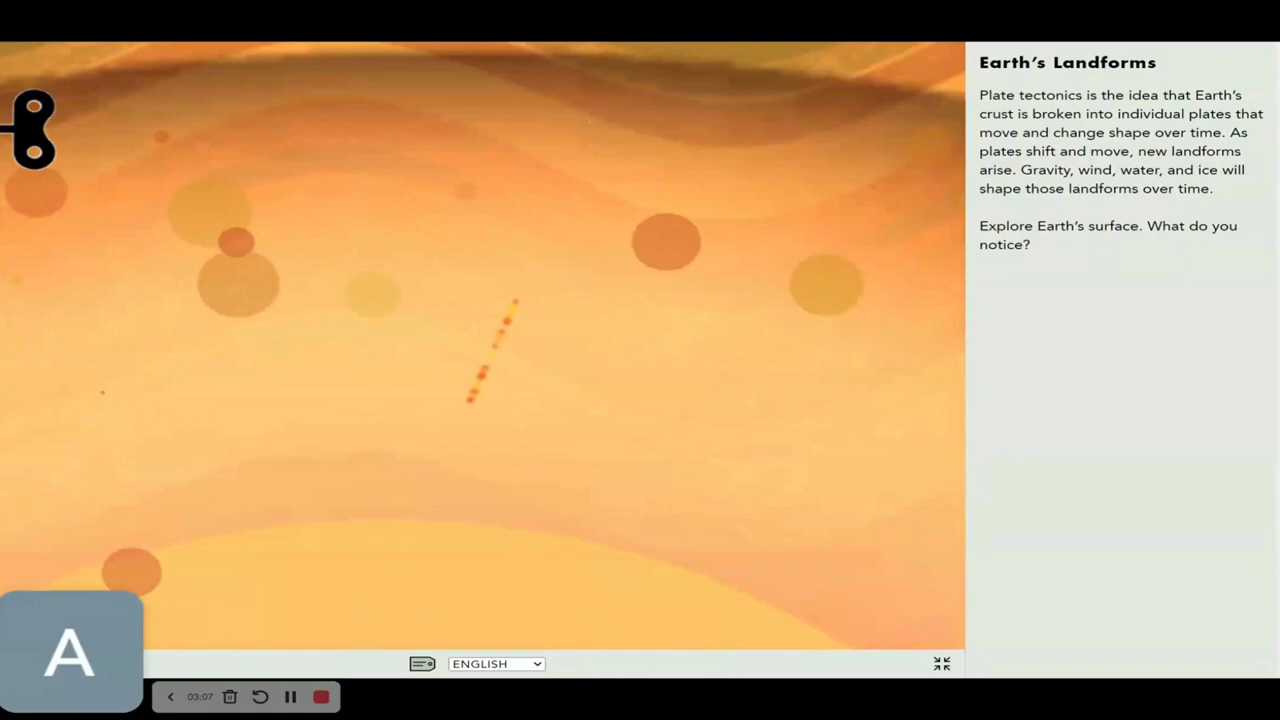 Earth's Landforms
Plate tectonics is the idea that Earth's
crust is broken into individual plates that
move and change shape over time. As
plates shift and move, new landforms
arise. Gravity, wind, water, and ice will
shape those landforms over time.
Explore Earth's surface. What do you
notice?
A
ENGLISH
03:07